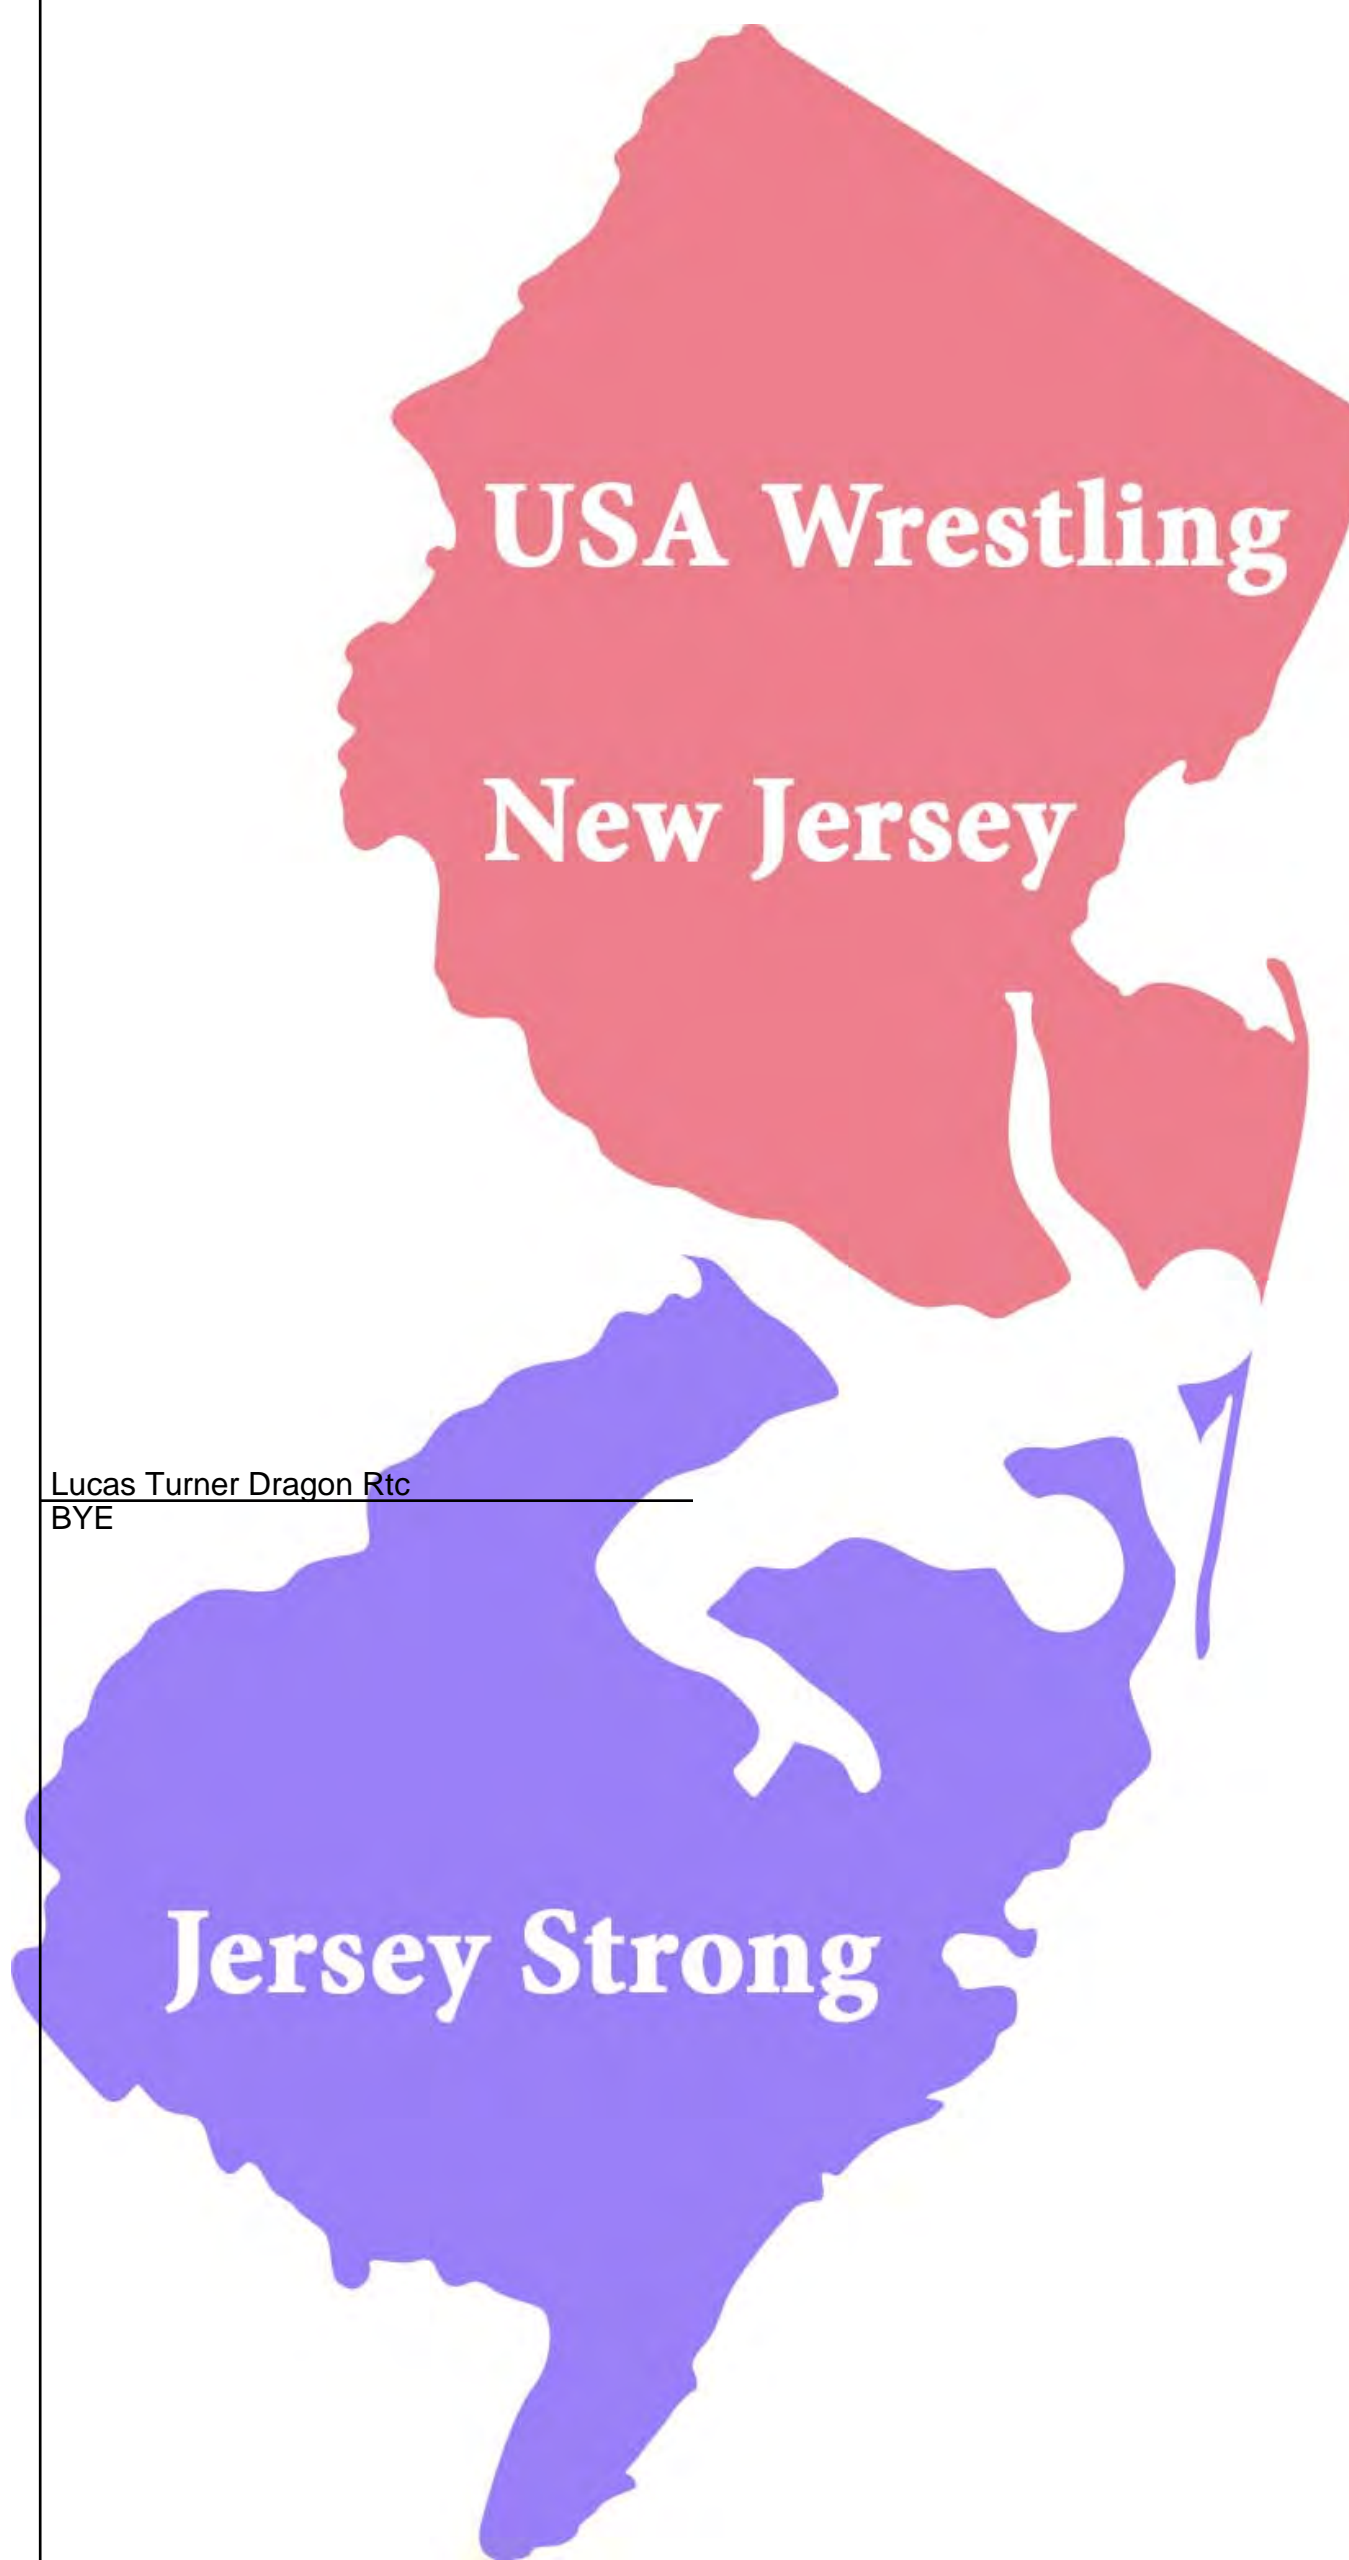 USA Wrestling
New Jersey
Lucas Turner Dragon Rtc
BYE
Jersey Strong